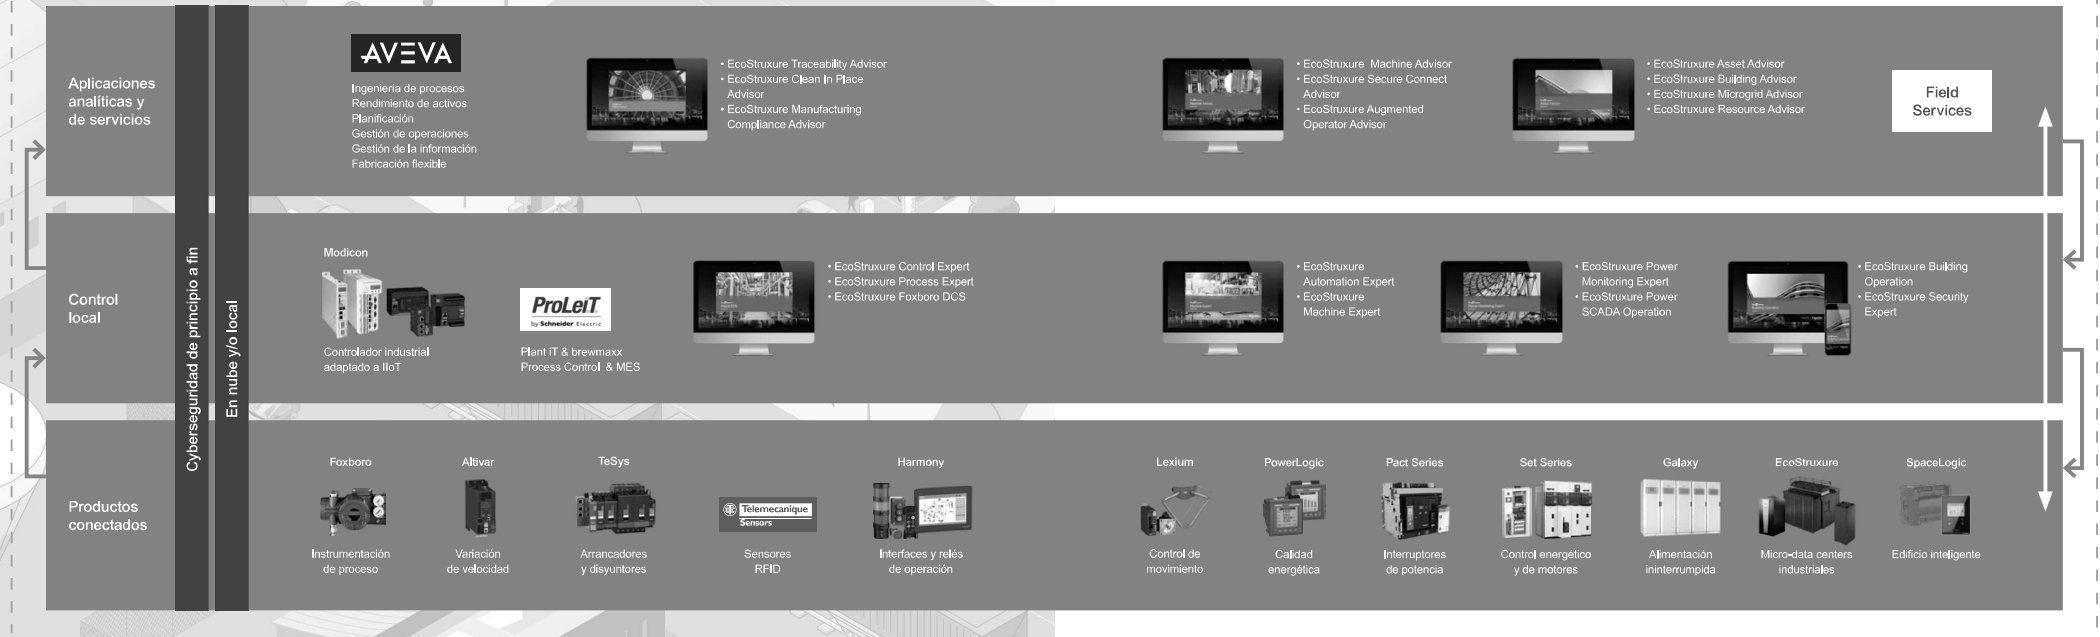 Aplicaciones
analíticas y
de servicios
Cyberseguridad de principio a fin
En nube y/o local
AVEVA
Ingeniería de procesos
Rendimiento de activos
Planificación
Gestión de operaciones
Gestión de la información
Fabricación flexible
• EcoStruxure Traceability Advisor
• EcoStruxure Clean In Place
Advisor
• EcoStruxure Manufacturing
Compliance Advisor
• EcoStruxure Machine Advisor
• EcoStruxure Secure Connect
Advisor
• EcoStruxure Augmented
Operator Advisor
• EcoStruxure Asset Advisor
• EcoStruxure Building Advisor
• EcoStruxure Microgrid Advisor
• EcoStruxure Resource Advisor
Field
Services
Control
local
Modicon
Controlador industrial
adaptado a IIoT
ProLeiT
by Schneider Electric
Plant iT & brewmaxx
Process Control & MES
• EcoStruxure Control Expert
• EcoStruxure Process Expert
• EcoStruxure Foxboro DCS
• EcoStruxure
Automation Expert
• EcoStruxure
Machine Expert
• EcoStruxure Power
Monitoring Expert
• EcoStruxure Power
SCADA Operation
• EcoStruxure Building
Operation
• EcoStruxure Security
Expert
Productos
conectados
Foxboro
Instrumentación
de proceso
Altivar
Variación
de velocidad
TeSys
Arrancadores
y disyuntores
Telemecanique
Sensors
Sensores
RFID
Harmony
Interfaces y relés
de operación
Lexium
Control de
movimiento
PowerLogic
Calidad
energética
Pact Series
Interruptores
de potencia
Set Series
Control energético
y de motores
Galaxy
Alimentación
ininterrumpida
EcoStruxure
Micro-data centers
industriales
SpaceLogic
Edificio inteligente